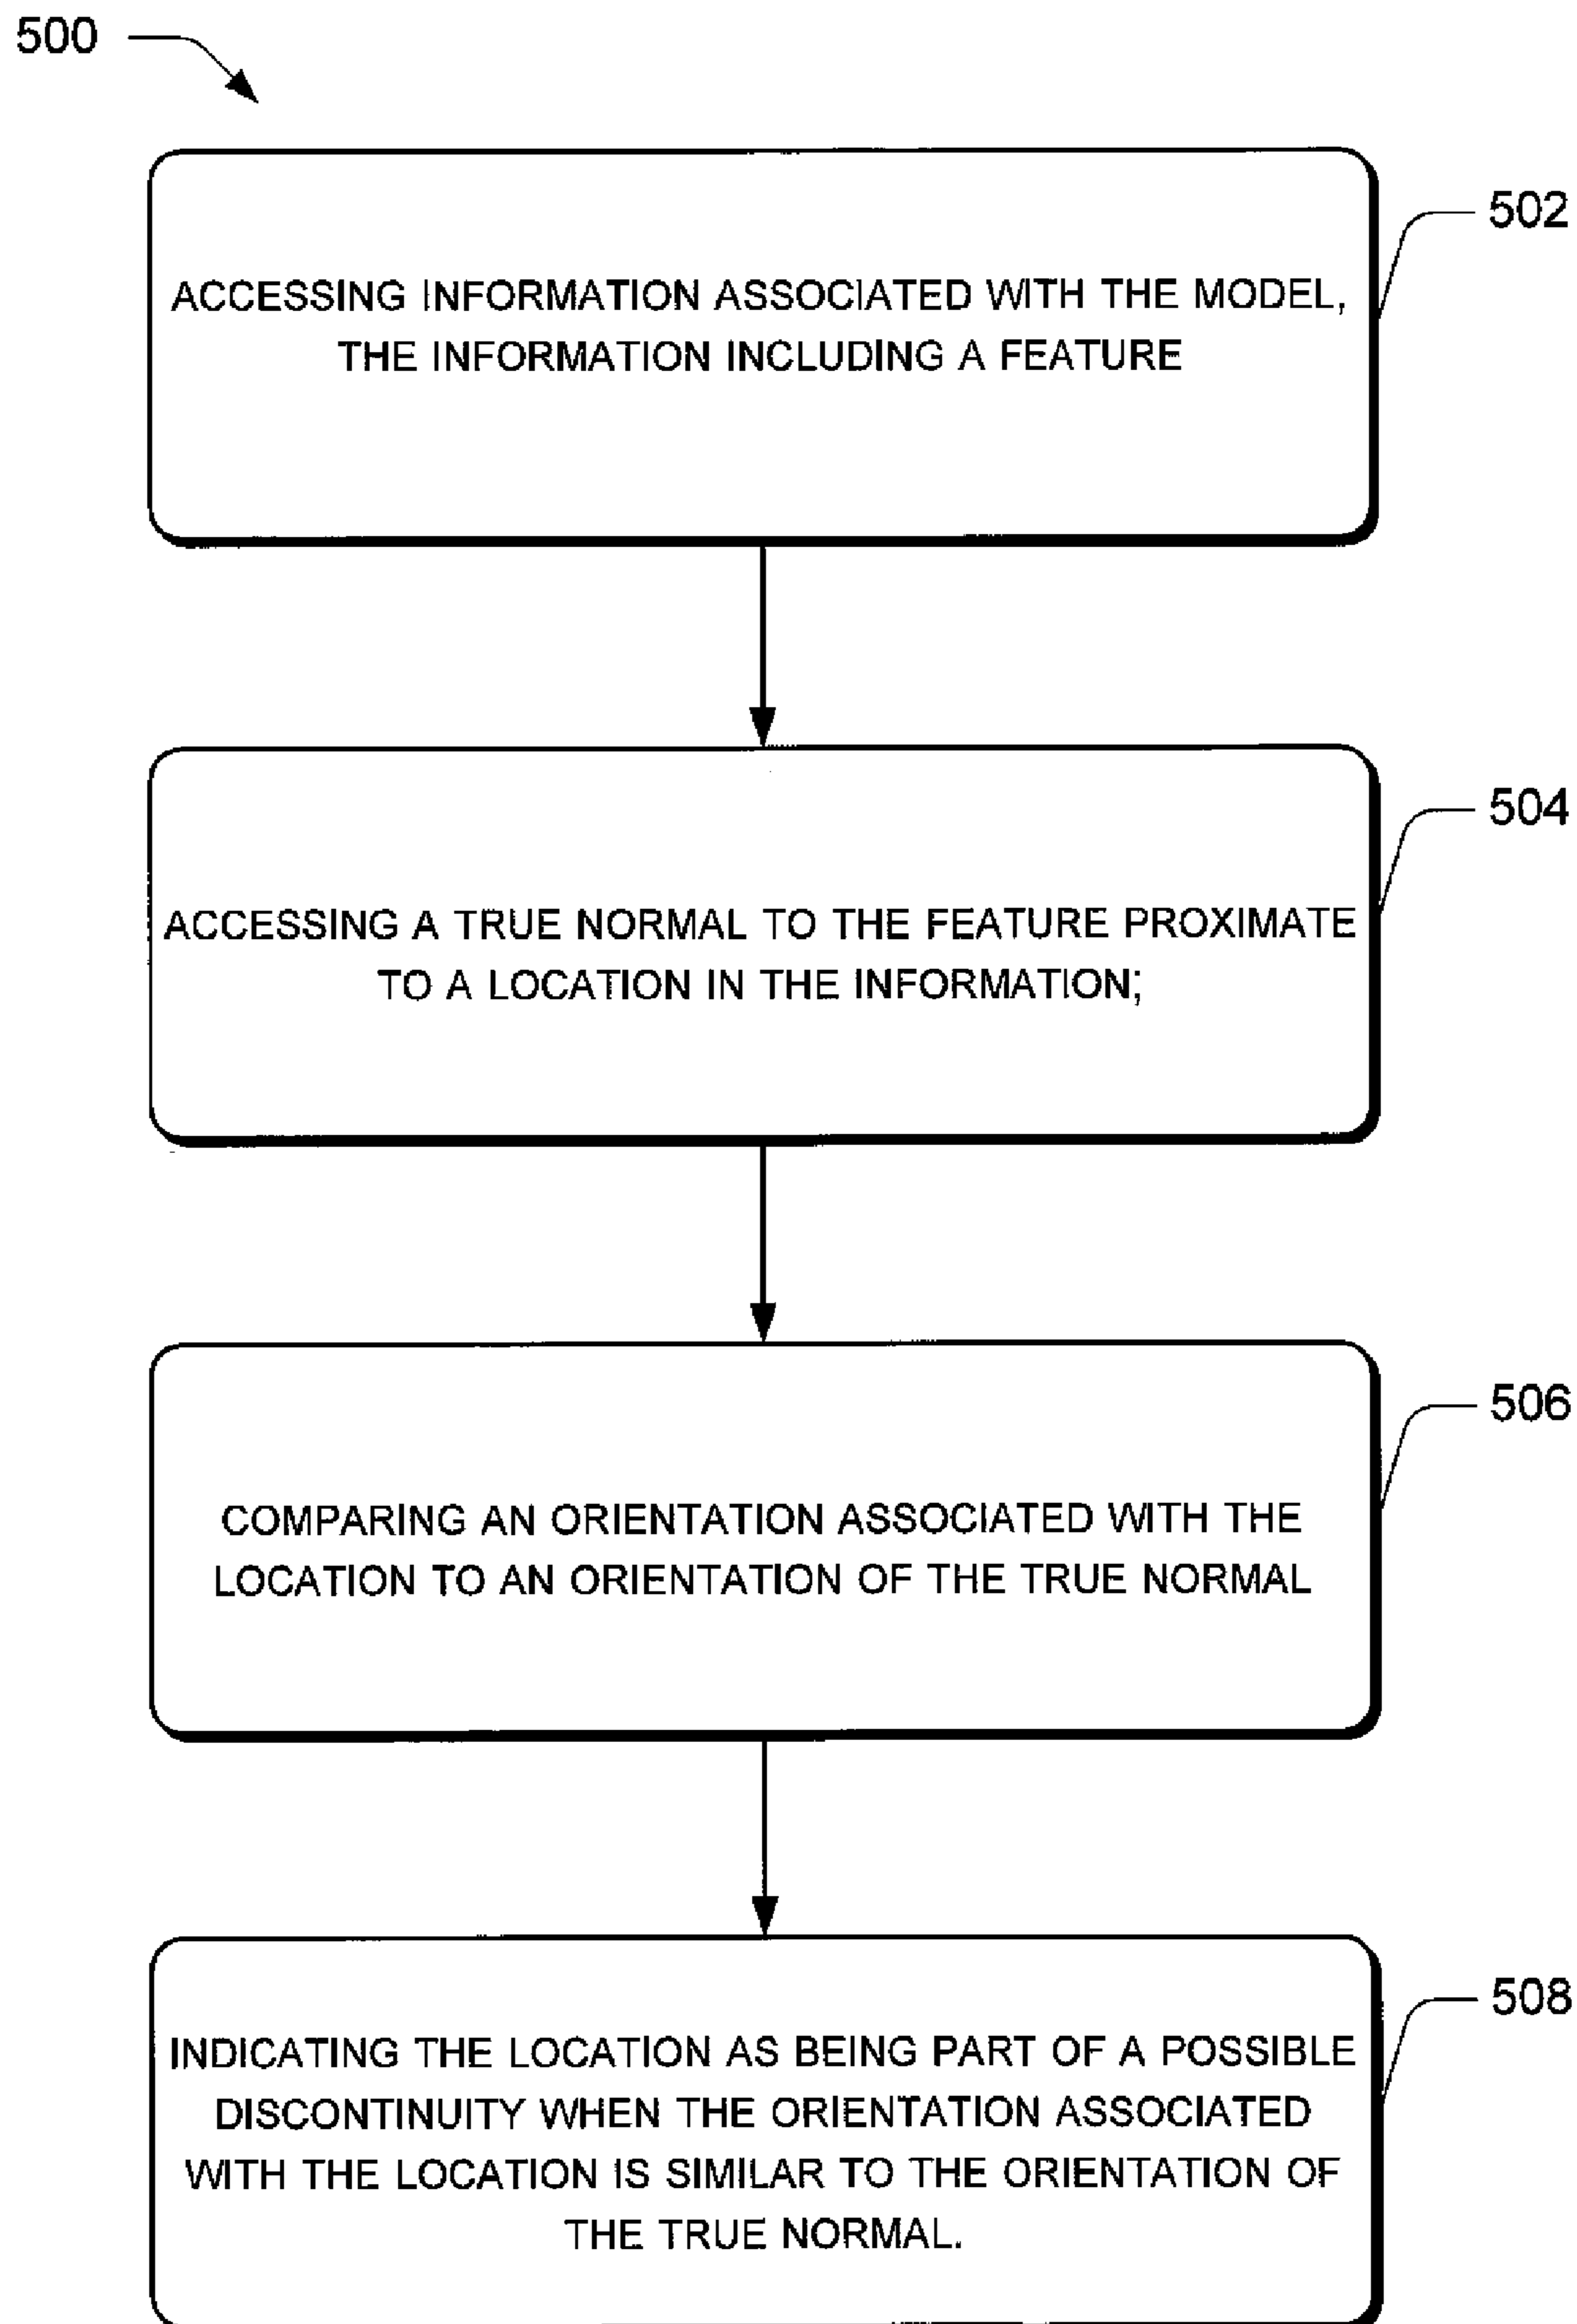 500
502
ACCESSING INFORMATION ASSOCIATED WITH THE MODEL,
THE INFORMATION INCLUDING A FEATURE
504
ACCESSING A TRUE NORMAL TO THE FEATURE PROXIMATE
TO A LOCATION IN THE INFORMATION;
506
COMPARING AN ORIENTATION ASSOCIATED WITH THE
LOCATION TO AN ORIENTATION OF THE TRUE NORMAL
508
INDICATING THE LOCATION AS BEING PART OF A POSSIBLE
DISCONTINUITY WHEN THE ORIENTATION ASSOCIATED
WITH THE LOCATION IS SIMILAR TO THE ORIENTATION OF
THE TRUE NORMAL.